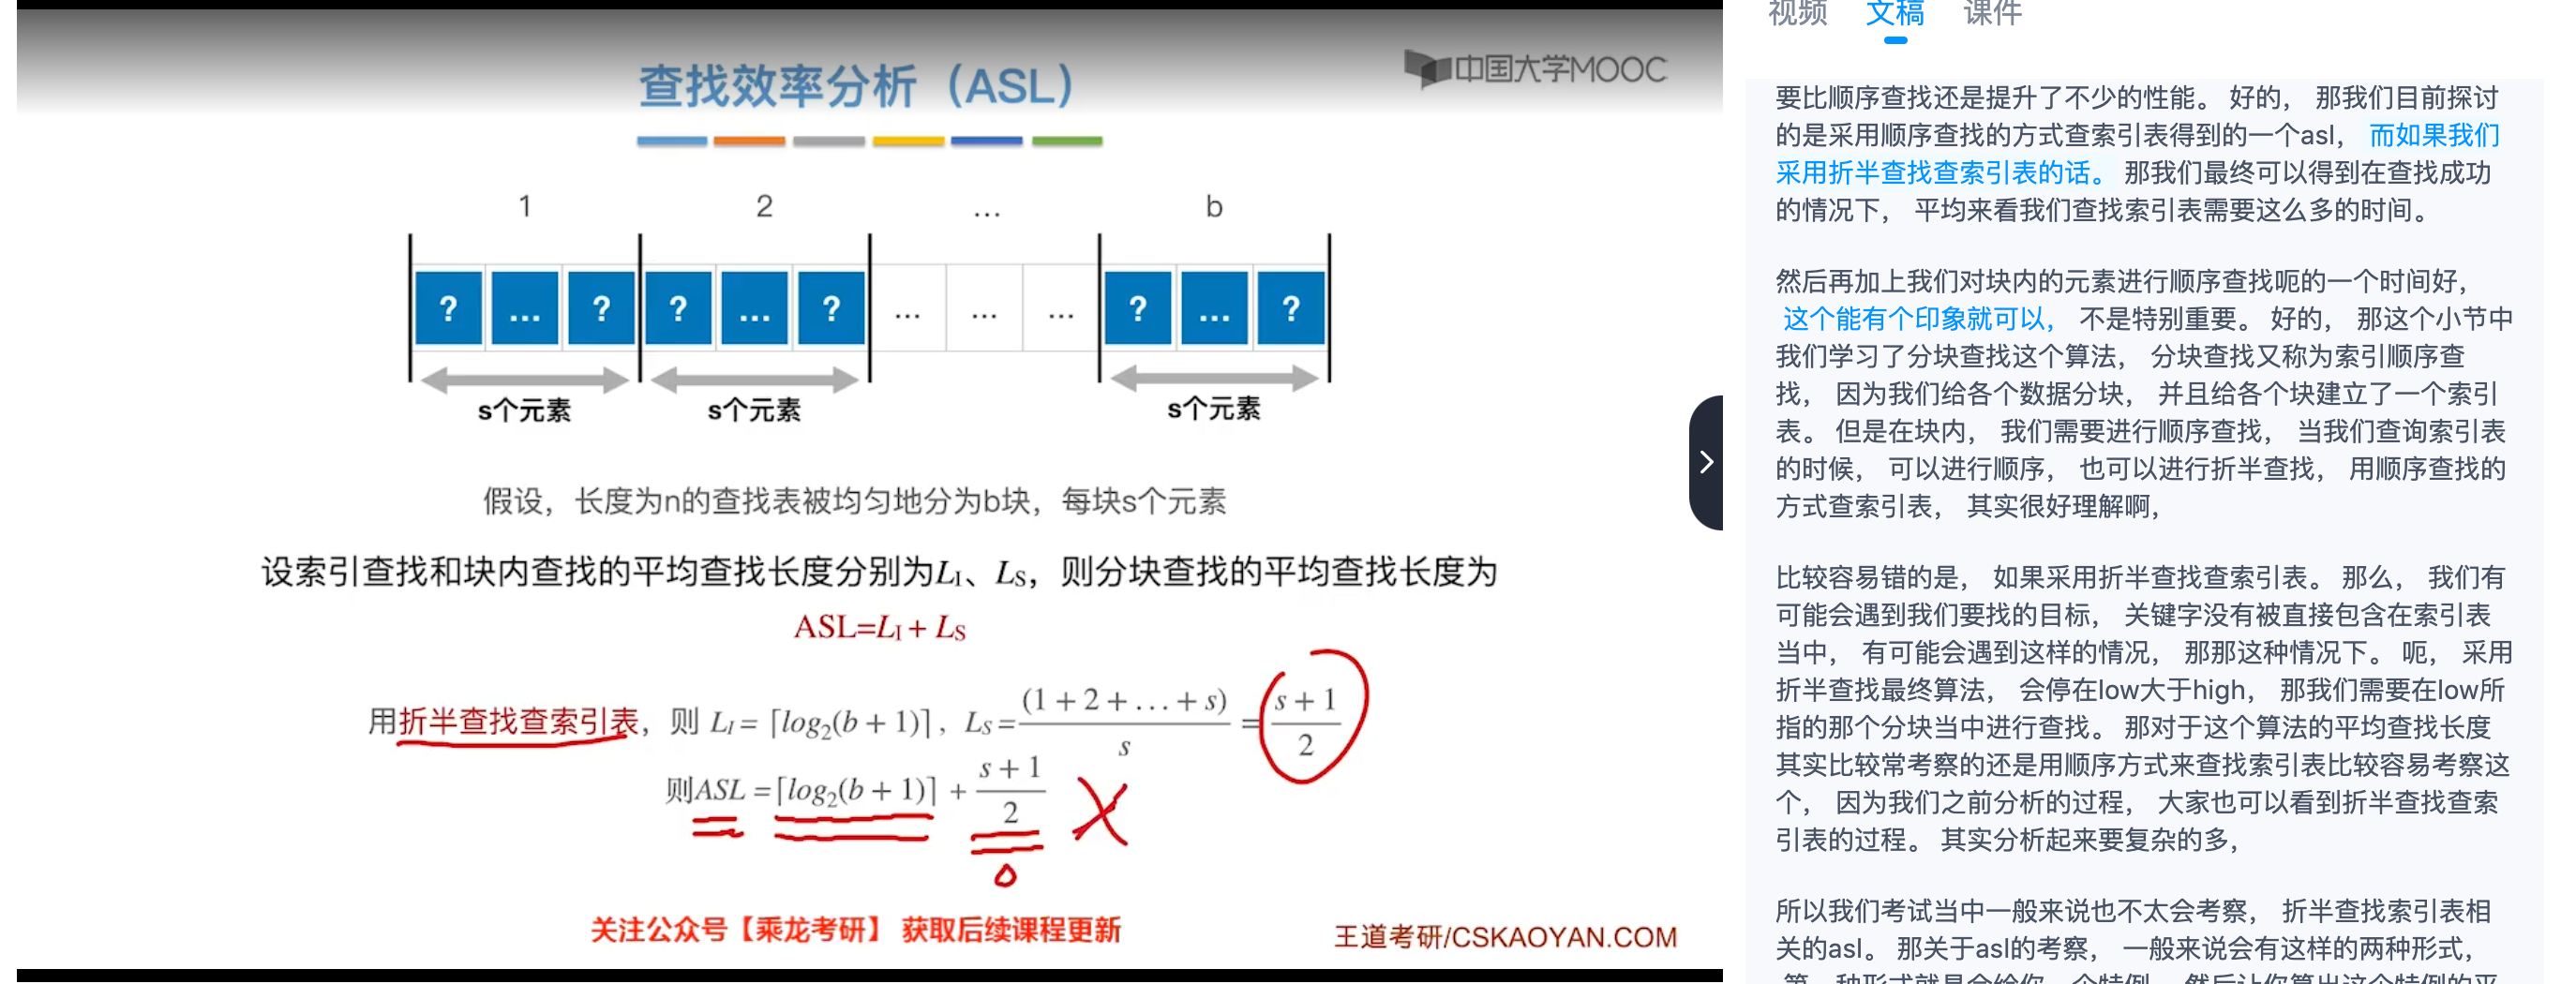 查找效率分析（ASL）
中国大学MOOC
1 2 ... b
? ... ? ? ... ? ... ... ... ? ... ?
s个元素 s个元素 s个元素
假设，长度为n的查找表被均匀地分为b块，每块s个元素
设索引查找和块内查找的平均查找长度分别为L_I、L_S，则分块查找的平均查找长度为
ASL=L_I + L_S
用折半查找查索引表，则 L_I = ⌈log₂(b + 1)⌉，L_S = (1 + 2 + … + s)/s = (s + 1)/2
则ASL = ⌈log₂(b + 1)⌉ + (s + 1)/2
关注公众号【乘龙考研】 获取后续课程更新
王道考研/CSKAOYAN.COM
视频 文稿 课件
要比顺序查找还是提升了不少的性能。 好的， 那我们目前探讨
的是采用顺序查找的方式查索引表得到的一个asl， 而如果我们
采用折半查找查索引表的话。 那我们最终可以得到在查找成功
的情况下， 平均来看我们查找索引表需要这么多的时间。
然后再加上我们对块内的元素进行顺序查找呃的一个时间好，
这个能有个印象就可以， 不是特别重要。 好的， 那这个小节中
我们学习了分块查找这个算法， 分块查找又称为索引顺序查
找， 因为我们给各个数据分块， 并且给各个块建立了一个索引
表。 但是在块内， 我们需要进行顺序查找， 当我们查询索引表
的时候， 可以进行顺序， 也可以进行折半查找， 用顺序查找的
方式查索引表， 其实很好理解啊，
比较容易错的是， 如果采用折半查找查索引表。 那么， 我们有
可能会遇到我们要找的目标， 关键字没有被直接包含在索引表
当中， 有可能会遇到这样的情况， 那那这种情况下。 呃， 采用
折半查找最终算法， 会停在low大于high， 那我们需要在low所
指的那个分块当中进行查找。 那对于这个算法的平均查找长度
其实比较常考察的还是用顺序方式来查找索引表比较容易考察这
个， 因为我们之前分析的过程， 大家也可以看到折半查找查索
引表的过程。 其实分析起来要复杂的多，
所以我们考试当中一般来说也不太会考察， 折半查找索引表相
关的asl。 那关于asl的考察， 一般来说会有这样的两种形式，